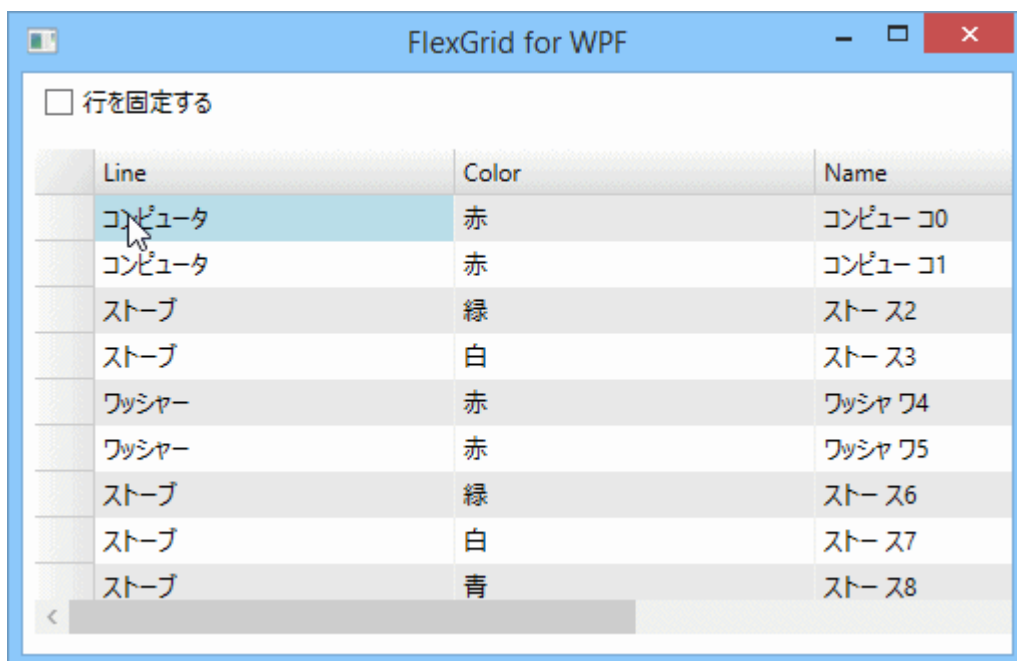 FlexGrid for WPF
行を固定する
Line Color Name
コンピュータ 赤 コンピュー コ0
コンピュータ 赤 コンピュー コ1
ストーブ 緑 ストー ス2
ストーブ 白 ストー ス3
ワッシャー 赤 ワッシャ ワ4
ワッシャー 赤 ワッシャ ワ5
ストーブ 緑 ストー ス6
ストーブ 白 ストー ス7
ストーブ 青 ストー ス8